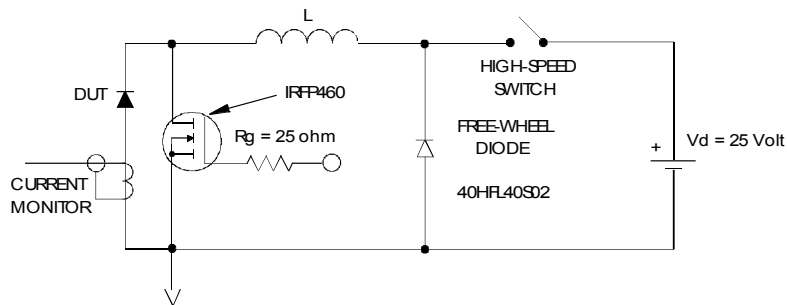 L
HIGH-SPEED
SWITCH
DUT
IRFP460
Rg = 25 ohm
FREE-WHEEL
DIODE
+
Vd = 25 Volt
40HFL40S02
CURRENT
MONITOR